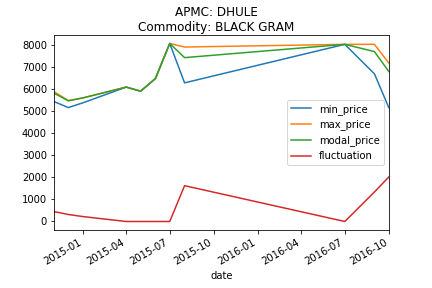 APMC: DHULE
Commodity: BLACK GRAM
8000
7000
6000
5000
4000
3000
2000
1000
0
min_price
max_price
modal_price
fluctuation
2015-01
2015-04
2015-07
2015-10
2016-01
2016-04
2016-07
2016-10
date